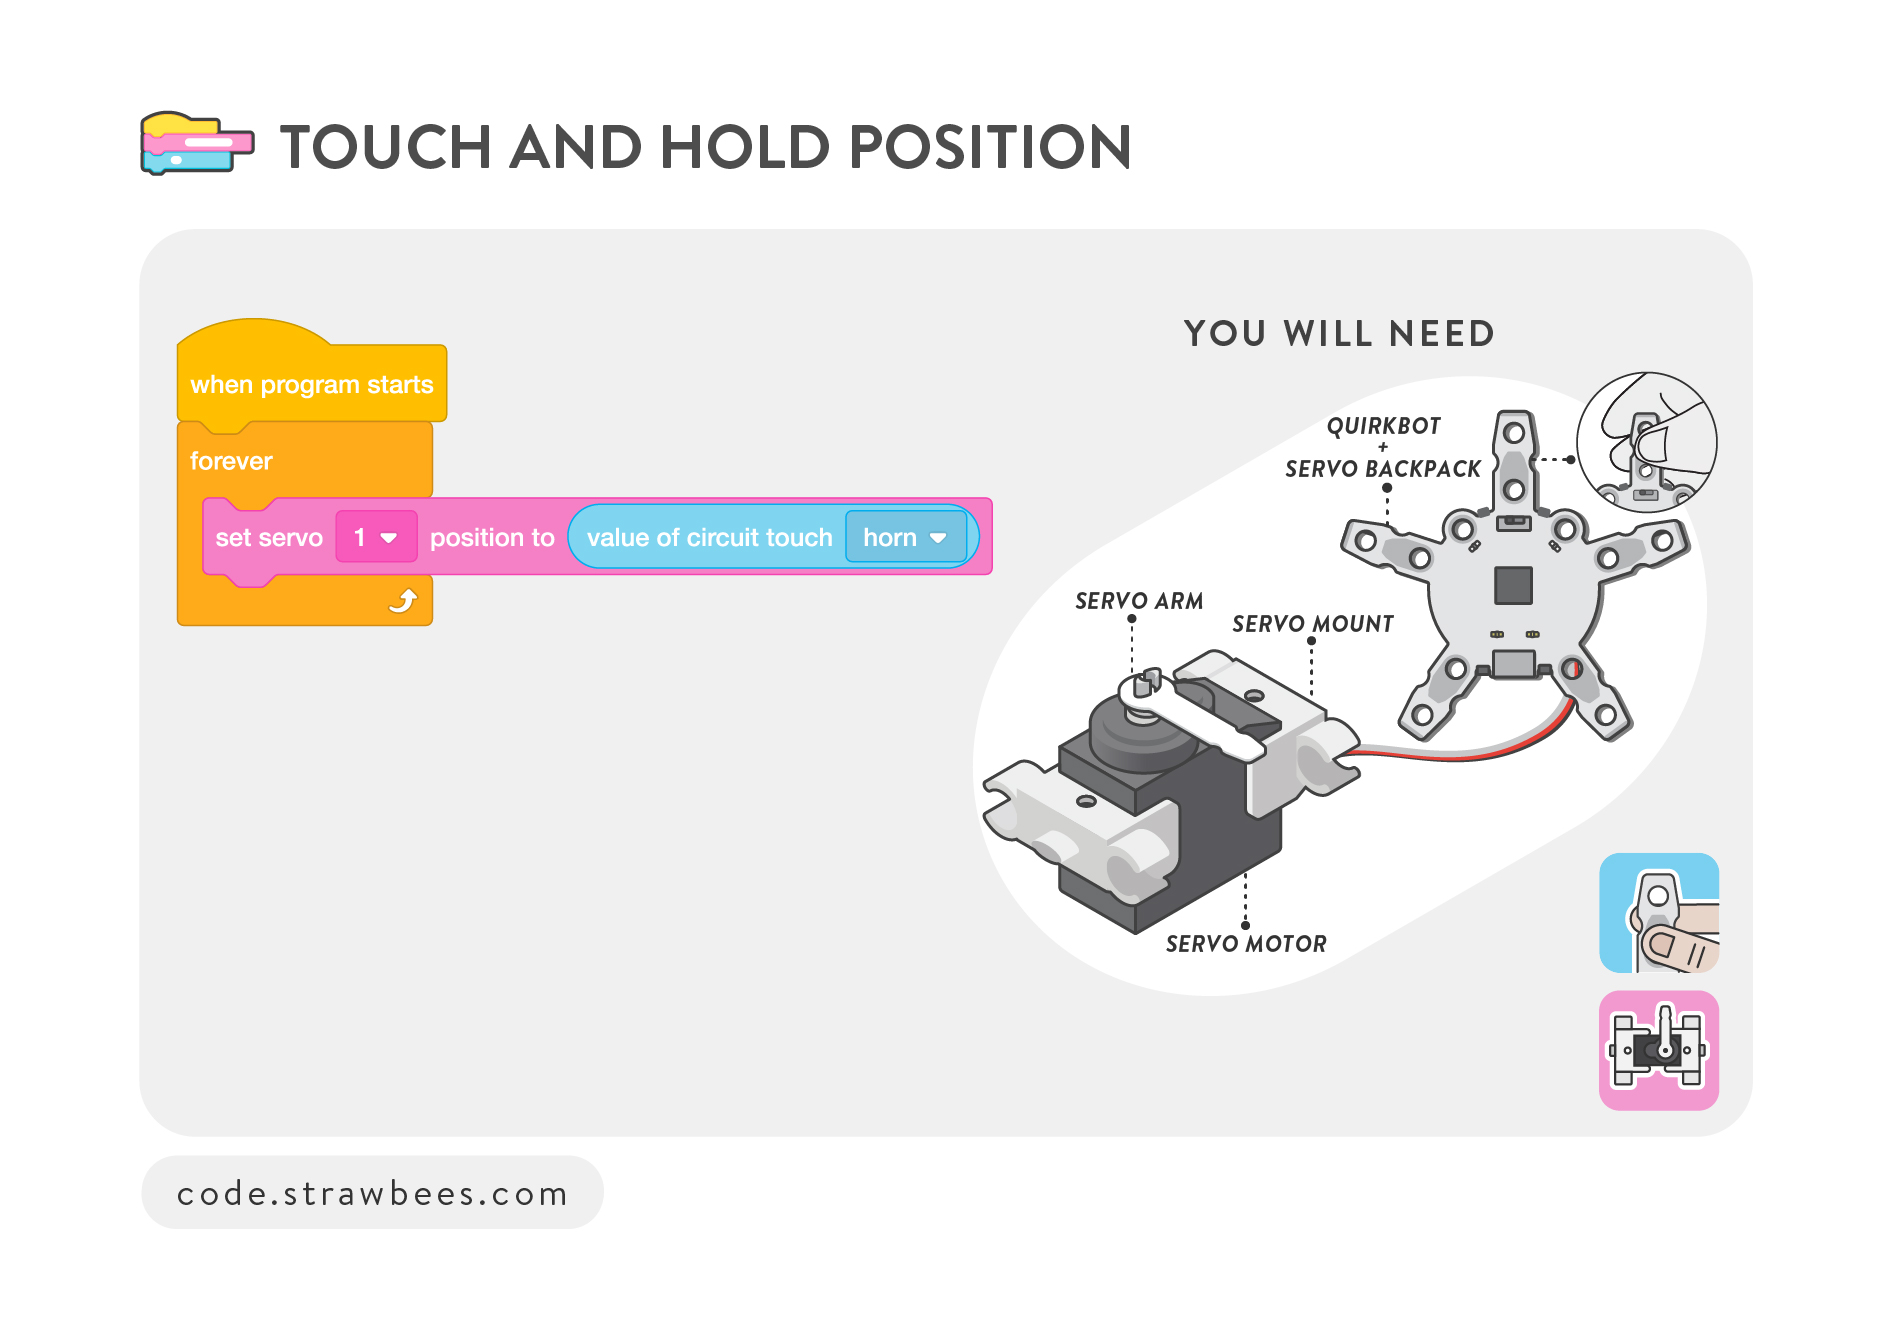 TOUCH AND HOLD POSITION
when program starts
forever
set servo 1 position to value of circuit touch horn
YOU WILL NEED
QUIRKBOT
+
SERVO BACKPACK
SERVO ARM
SERVO MOUNT
SERVO MOTOR
code.strawbees.com